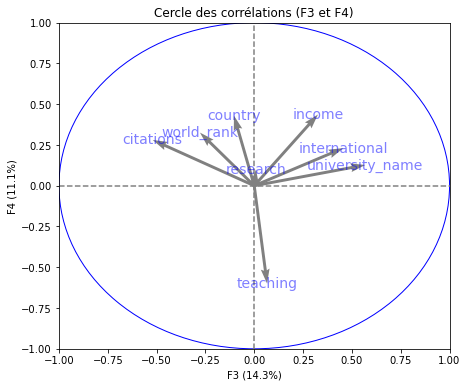 Cercle des corrélations (F3 et F4)
1.00
0.75
0.50
0.25
0.00
−0.25
−0.50
−0.75
−1.00
F4 (11.1%)
country
income
world_rank
citations
international
research
university_name
teaching
−1.00 −0.75 −0.50 −0.25 0.00 0.25 0.50 0.75 1.00
F3 (14.3%)